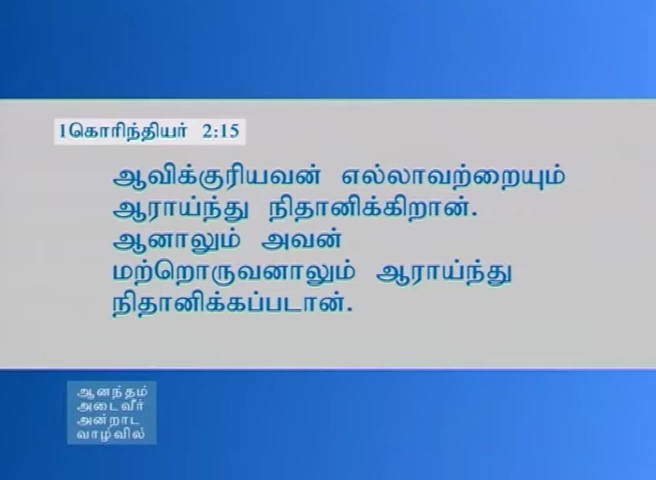 1கொரிந்தியர் 2:15
ஆவிக்குரியவன் எல்லாவற்றையும்
ஆராய்ந்து நிதானிக்கிறான்.
ஆனாலும் அவன்
மற்றொருவனாலும் ஆராய்ந்து
நிதானிக்கப்படான்.
ஆனந்தம்
அடைவீர்
அன்றாட
வாழ்வில்